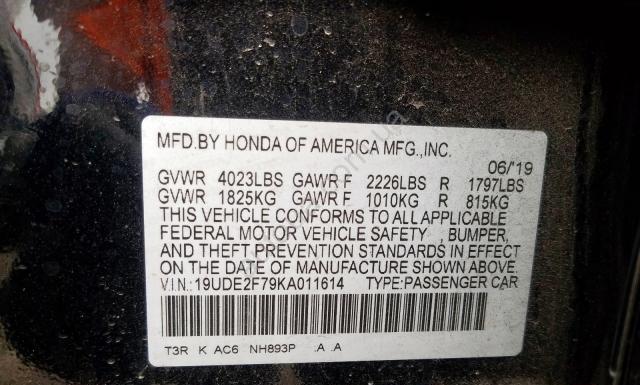 MFD.BY HONDA OF AMERICA MFG.,INC.
06/'19
GVWR 4023LBS GAWR F 2226LBS R 1797LBS
GVWR 1825KG GAWR F 1010KG R 815KG
THIS VEHICLE CONFORMS TO ALL APPLICABLE
FEDERAL MOTOR VEHICLE SAFETY , BUMPER,
AND THEFT PREVENTION STANDARDS IN EFFECT
ON THE DATE OF MANUFACTURE SHOWN ABOVE.
V.I.N.:19UDE2F79KA011614 TYPE:PASSENGER CAR
T3R K AC6 NH893P .A .A